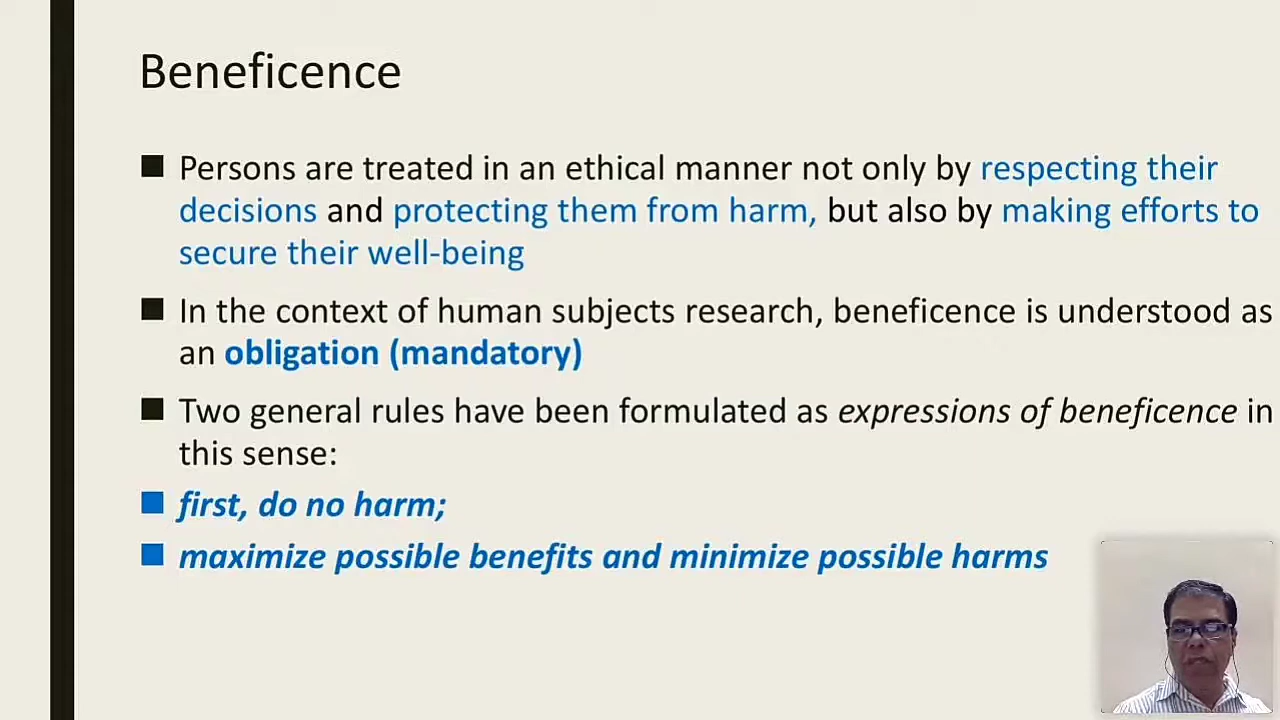 Beneficence
Persons are treated in an ethical manner not only by respecting their
decisions and protecting them from harm, but also by making efforts to
secure their well-being
In the context of human subjects research, beneficence is understood as
an obligation (mandatory)
Two general rules have been formulated as expressions of beneficence in
this sense:
first, do no harm;
maximize possible benefits and minimize possible harms